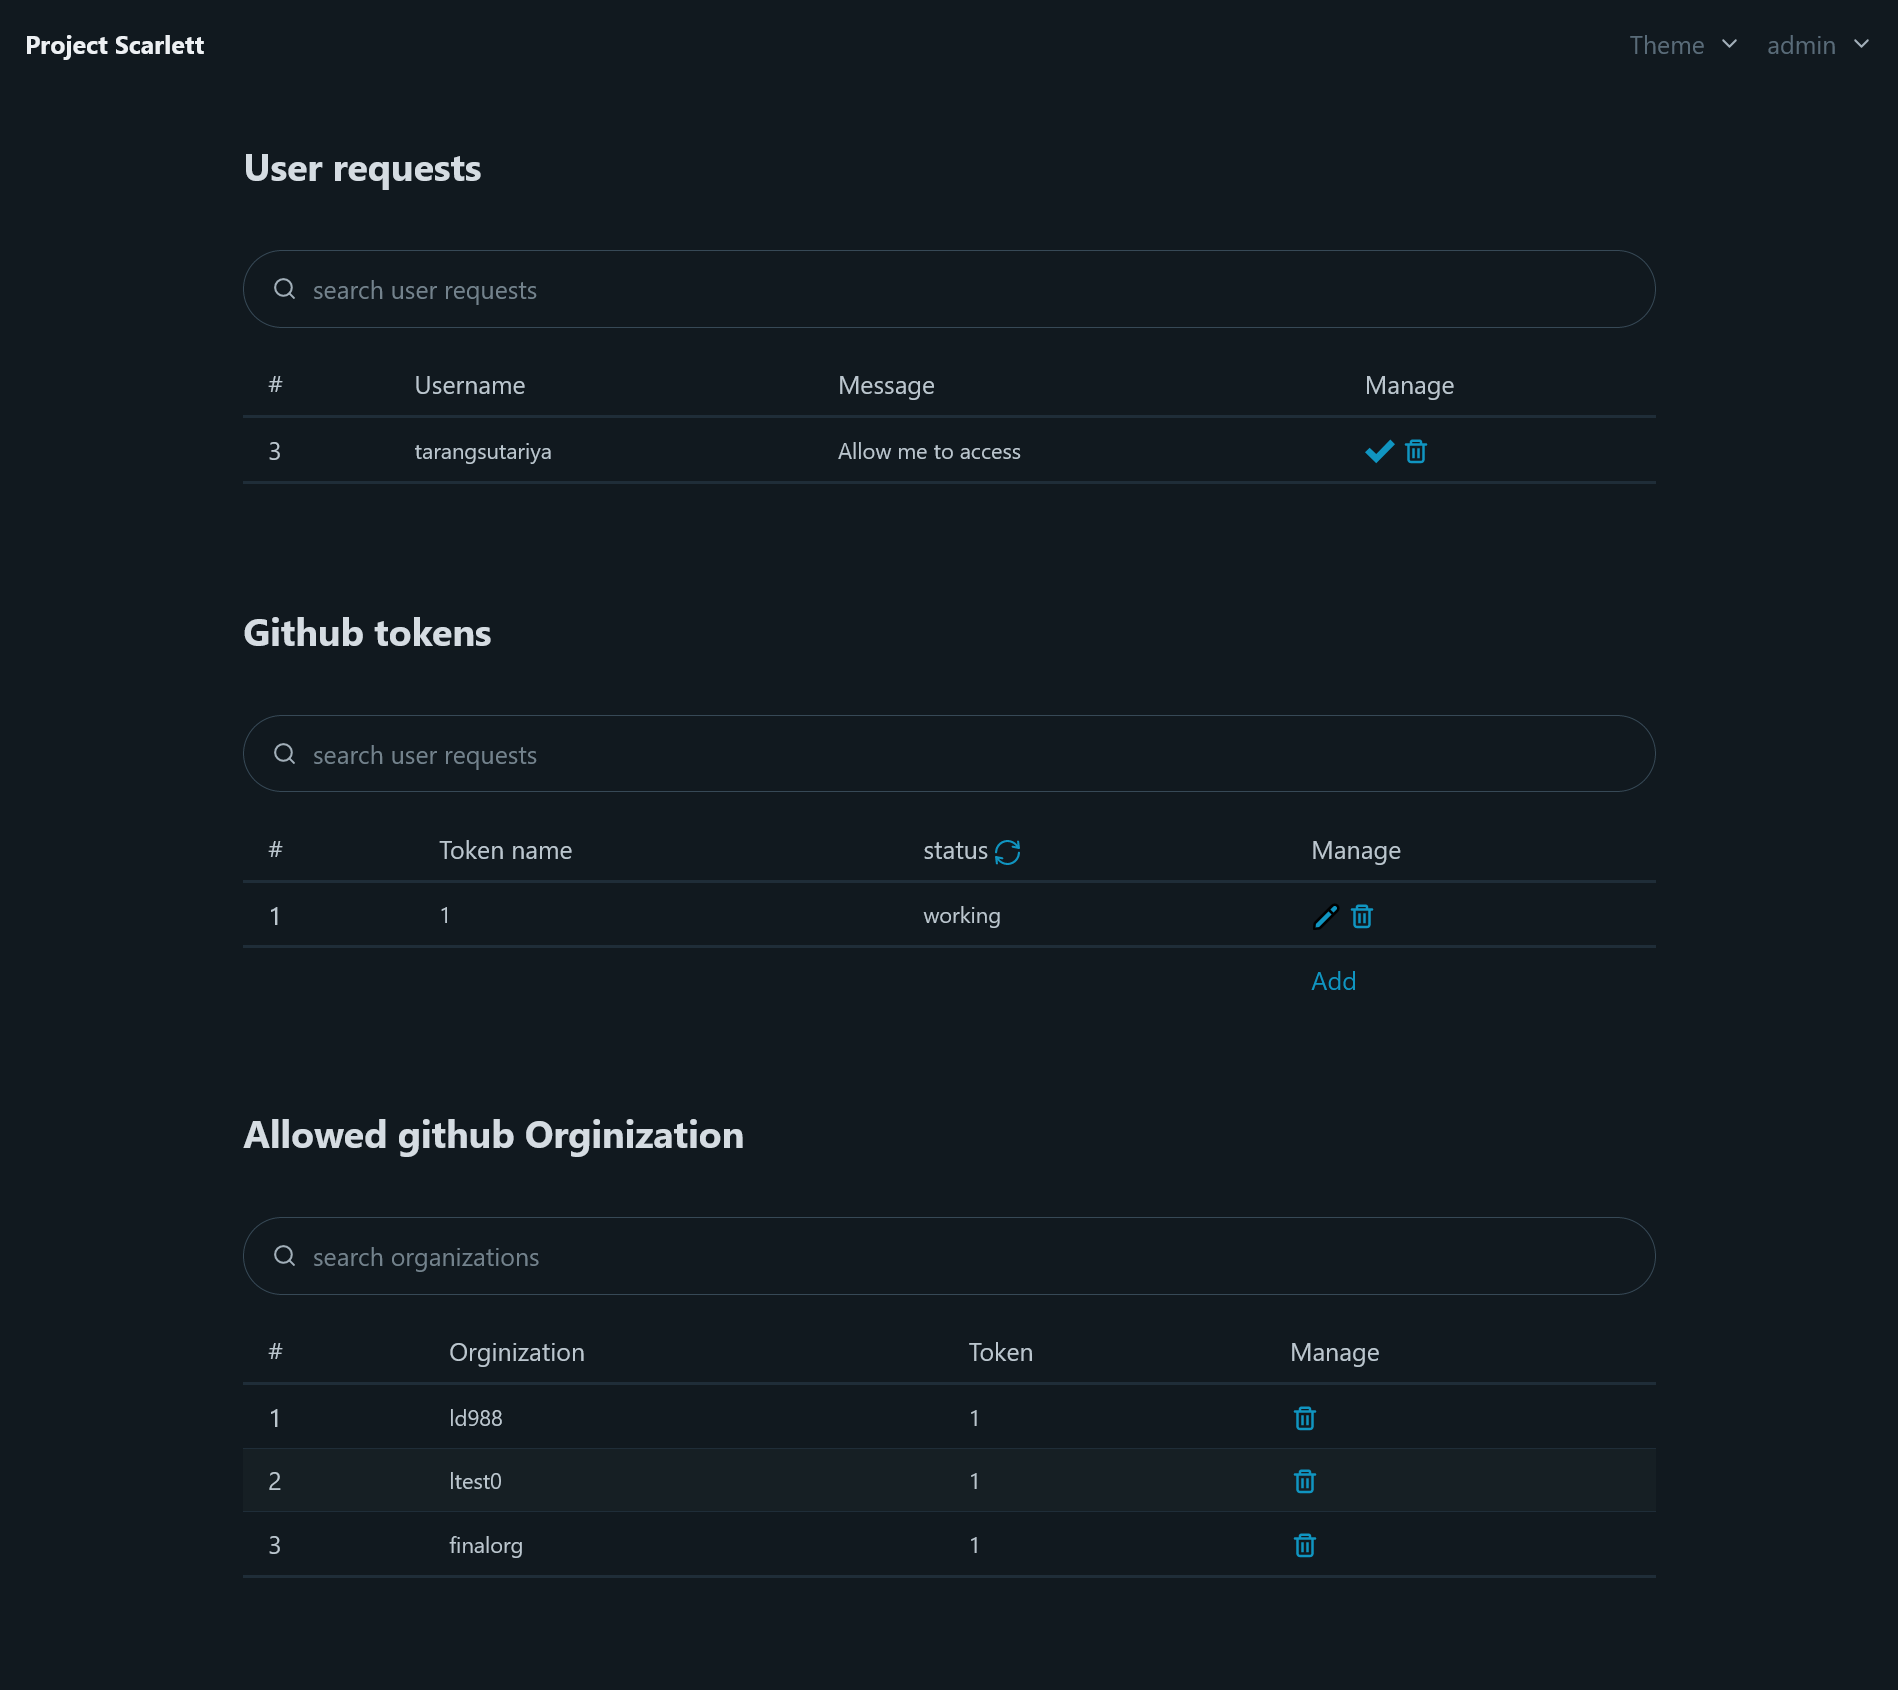 Project Scarlett Theme admin
User requests
search user requests
# Username Message Manage
3 tarangsutariya Allow me to access
Github tokens
search user requests
# Token name status Manage
1 1 working
Add
Allowed github Orginization
search organizations
# Orginization Token Manage
1 ld988 1
2 ltest0 1
3 finalorg 1